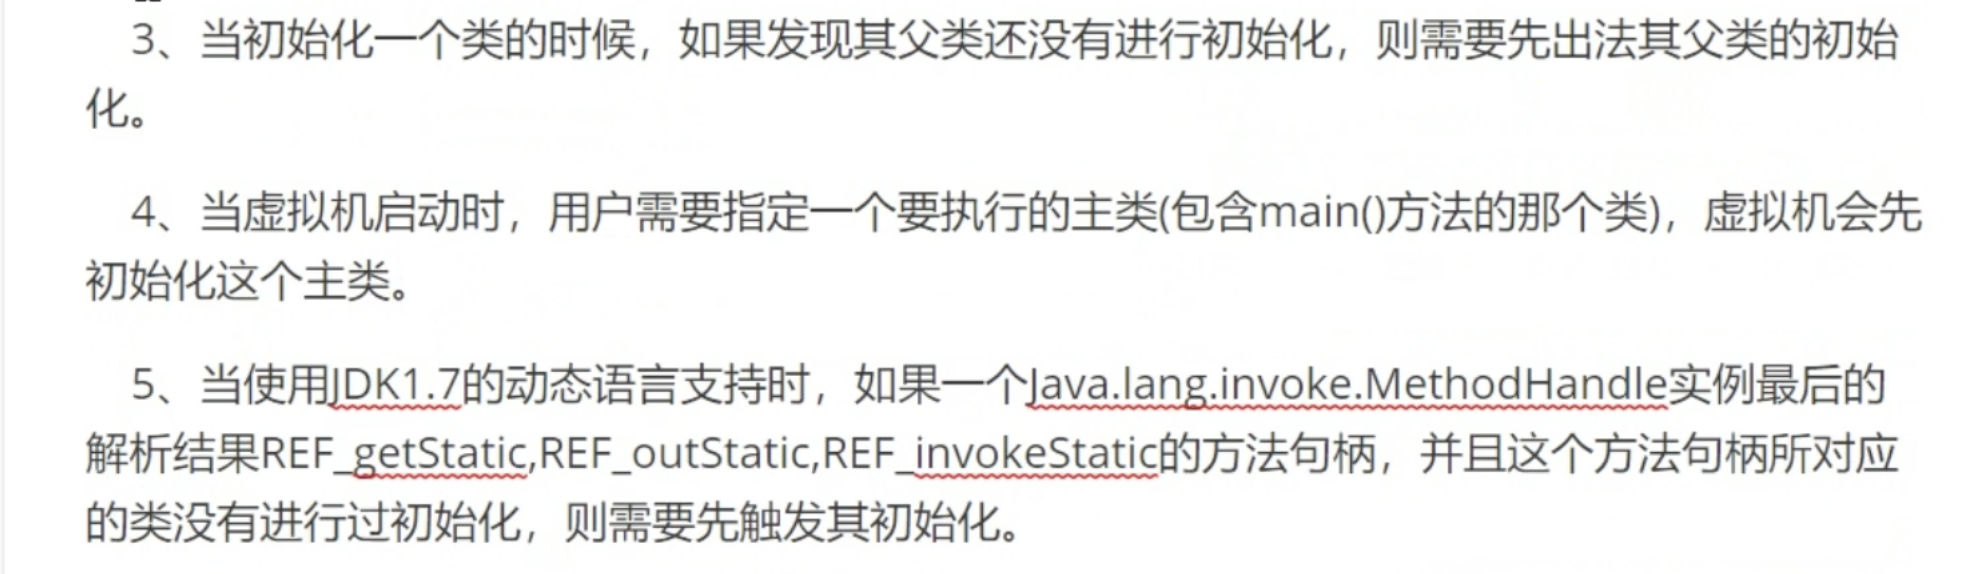 3、当初始化一个类的时候，如果发现其父类还没有进行初始化，则需要先出法其父类的初始
化。
4、当虚拟机启动时，用户需要指定一个要执行的主类(包含main()方法的那个类)，虚拟机会先
初始化这个主类。
5、当使用JDK1.7的动态语言支持时，如果一个Java.lang.invoke.MethodHandle实例最后的
解析结果REF_getStatic,REF_outStatic,REF_invokeStatic的方法句柄，并且这个方法句柄所对应
的类没有进行过初始化，则需要先触发其初始化。